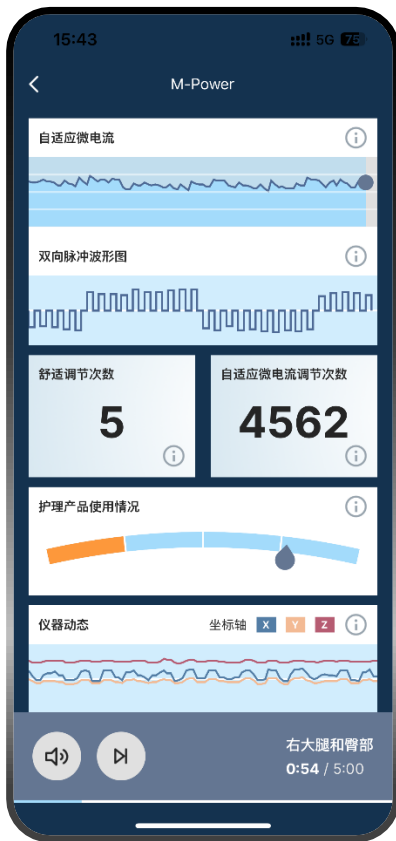 15:43
5G
75
M-Power
自适应微电流
双向脉冲波形图
舒适调节次数
自适应微电流调节次数
5
4562
护理产品使用情况
仪器动态
坐标轴 X Y Z
右大腿和臀部
0:54 / 5:00